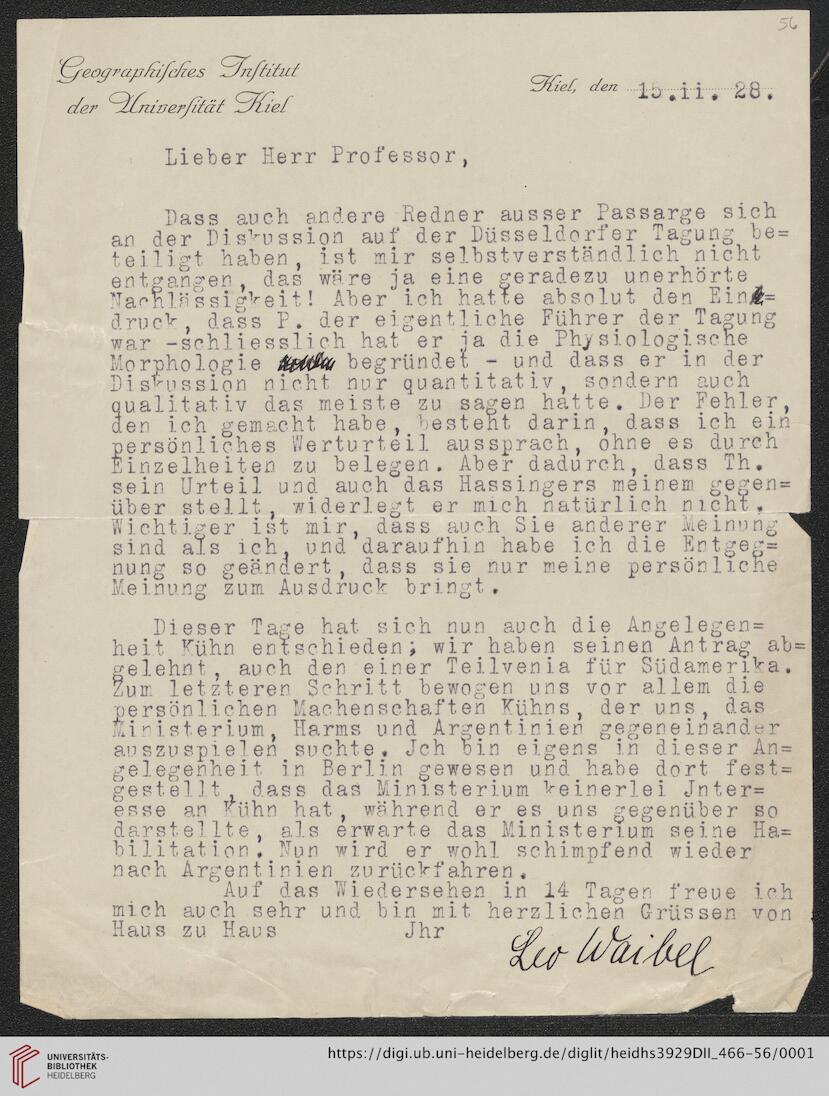 56
Geographisches Institut
der Universität Kiel
Kiel, den 15.ii. 28.
Lieber Herr Professor,
Dass auch andere Redner ausser Passarge sich
an der Diskussion auf der Düsseldorfer Tagung be=
teiligt haben, ist mir selbstverständlich nicht
entgangen, das wäre ja eine geradezu unerhörte
Nachlässigkeit! Aber ich hatte absolut den Ein=
druck, dass P. der eigentliche Führer der Tagung
war -schliesslich hat er ja die Physiologische
Morphologie begründet - und dass er in der
Diskussion nicht nur quantitativ, sondern auch
qualitativ das meiste zu sagen hatte. Der Fehler,
den ich gemacht habe, besteht darin, dass ich ein
persönliches Werturteil aussprach, ohne es durch
Einzelheiten zu belegen. Aber dadurch, dass Th.
sein Urteil und auch das Hassingers meinem gegen=
über stellt, widerlegt er mich natürlich nicht.
Wichtiger ist mir, dass auch Sie anderer Meinung
sind als ich, und daraufhin habe ich die Entgeg=
nung so geändert, dass sie nur meine persönliche
Meinung zum Ausdruck bringt.
Dieser Tage hat sich nun auch die Angelegen=
heit Kühn entschieden; wir haben seinen Antrag ab=
gelehnt, auch den einer Teilvenia für Südamerika.
Zum letzteren Schritt bewogen uns vor allem die
persönlichen Machenschaften Kühns, der uns, das
Ministerium, Harms und Argentinien gegeneinander
auszuspielen suchte. Jch bin eigens in dieser An=
gelegenheit in Berlin gewesen und habe dort fest=
gestellt, dass das Ministerium keinerlei Jnter=
esse an Kühn hat, während er es uns gegenüber so
darstellte, als erwarte das Ministerium seine Ha=
bilitation. Nun wird er wohl schimpfend wieder
nach Argentinien zurückfahren.
Auf das Wiedersehen in 14 Tagen freue ich
mich auch sehr und bin mit herzlichen Grüssen von
Haus zu Haus Jhr
Leo Waibel
UNIVERSITÄTS-
BIBLIOTHEK
HEIDELBERG
https://digi.ub.uni-heidelberg.de/diglit/heidhs3929DII_466-56/0001